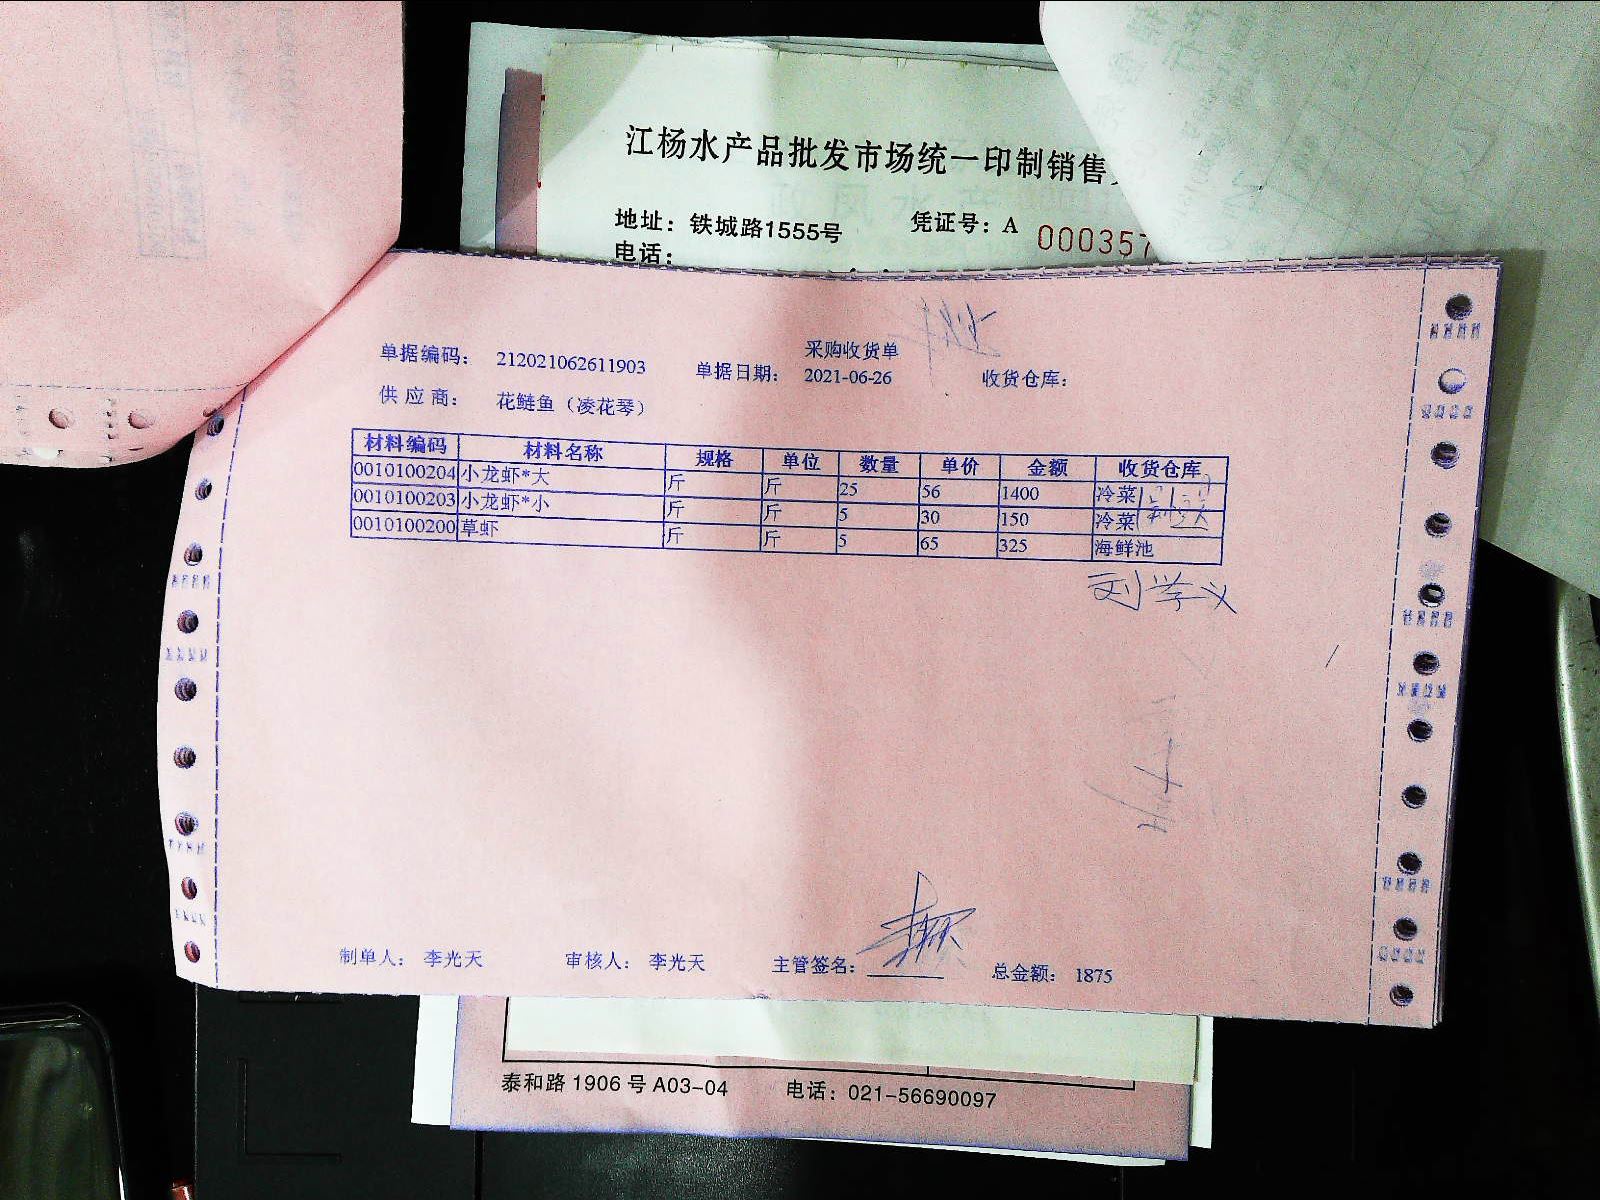 江杨水产品批发市场统一印制销售
地址：铁城路1555号 凭证号：A 000357
电话：
采购收货单
单据编码： 212021062611903 单据日期： 2021-06-26 收货仓库：
供应商： 花鲢鱼（凌花琴）
材料编码 材料名称 规格 单位 数量 单价 金额 收货仓库
0010100204 小龙虾*大 斤 斤 25 56 1400 冷菜
0010100203 小龙虾*小 斤 斤 5 30 150 冷菜
0010100200 草虾 斤 斤 5 65 325 海鲜池
刘学义
制单人： 李光天 审核人： 李光天 主管签名： 总金额： 1875
泰和路1906号A03-04 电话：021-56690097